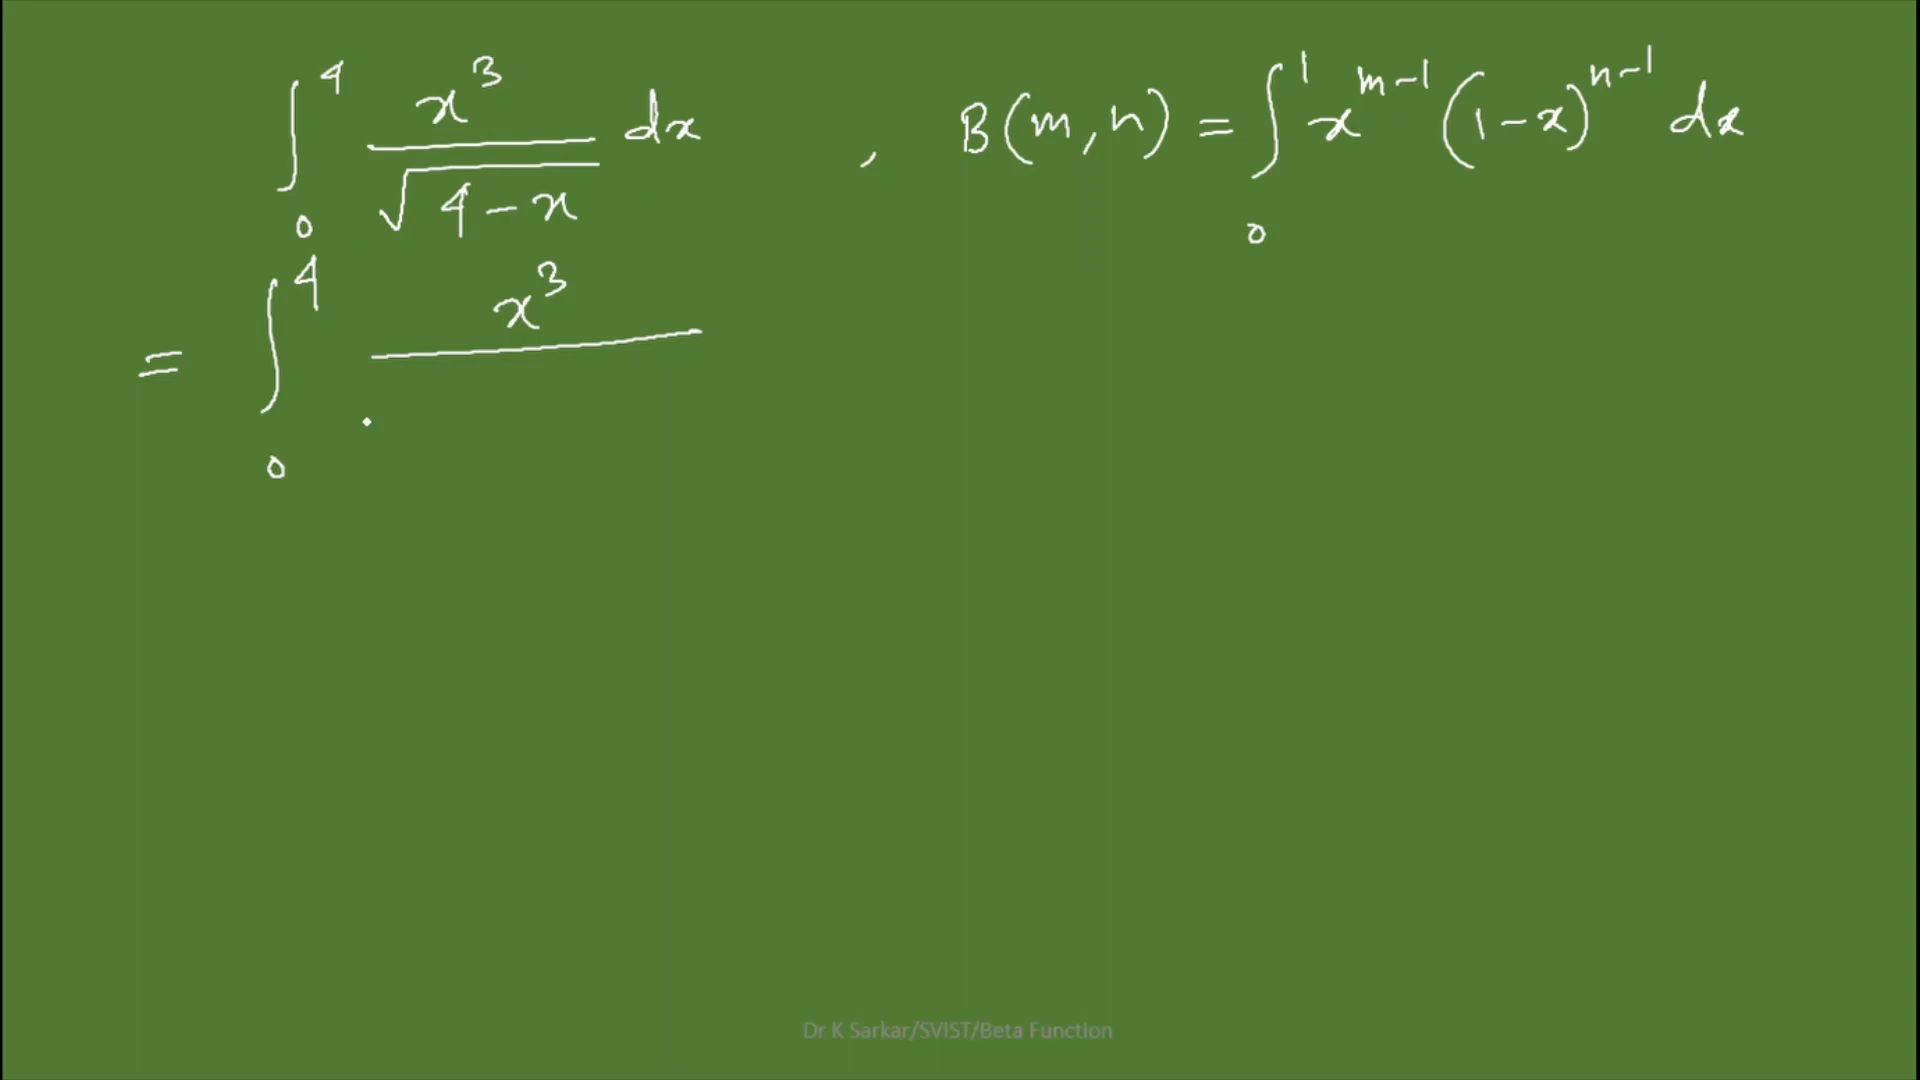 ∫₀⁴ x³/√(4-x) dx , B(m,n) = ∫₀¹ x^(m-1) (1-x)^(n-1) dx
= ∫₀⁴ x³
Dr K Sarkar/SVIST/Beta Function